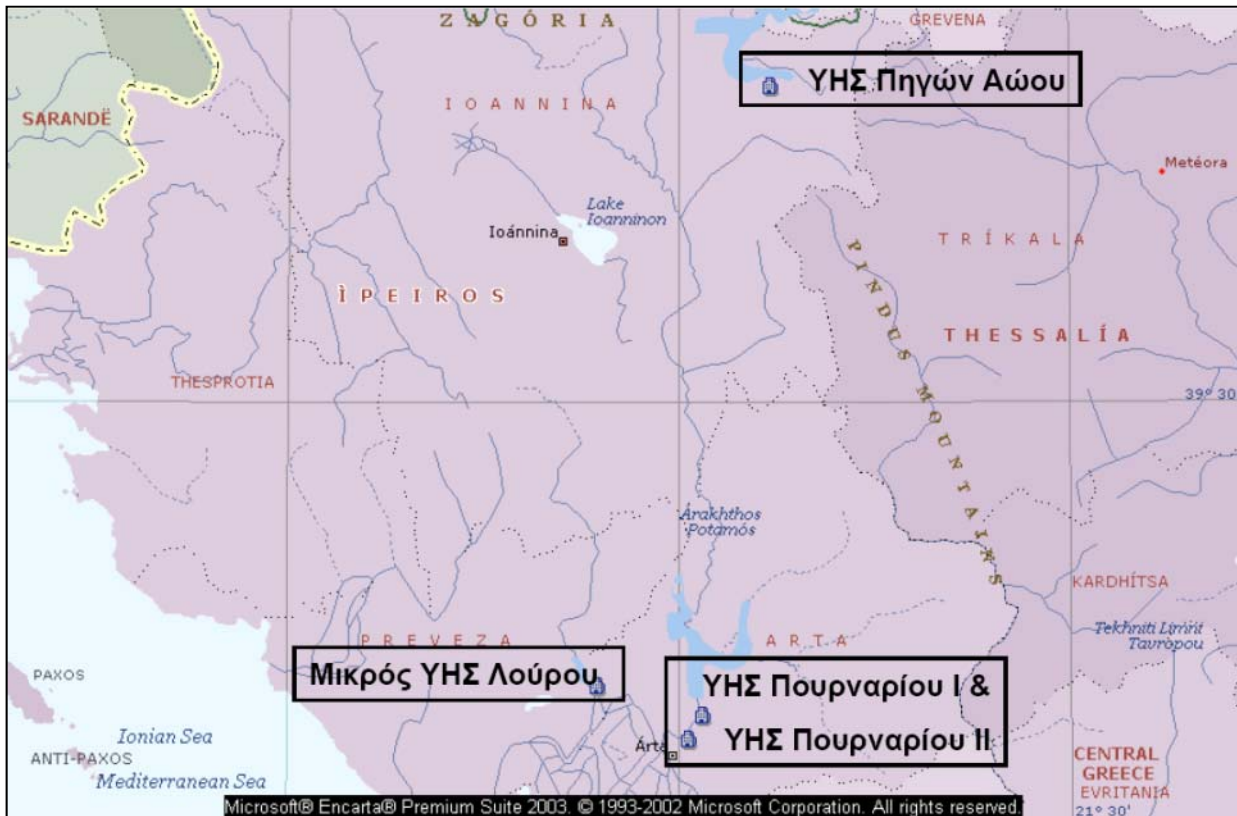 ZAGÓRIA
GREVENA
ΥΗΣ Πηγών Αώου
IOANNINA
SARANDË
Metéora
Lake
Ioanninon
Ioánnina
TRÍKALA
ÌPEIROS
PINDUS MOUNTAINS
THESSALÍA
THESPROTIA
39° 30
Árakhthos
Potamós
KARDHÍTSA
Tekhnití Límni
Tavropou
PREVEZA
ARTA
Μικρός ΥΗΣ Λούρου
PAXOS
ΥΗΣ Πουρναρίου Ι &
ΥΗΣ Πουρναρίου ΙΙ
Árta
Ionian Sea
ANTI-PAXOS
Mediterranean Sea
CENTRAL
GREECE
EVRITANIA
21° 30'
Microsoft® Encarta® Premium Suite 2003. © 1993-2002 Microsoft Corporation. All rights reserved.